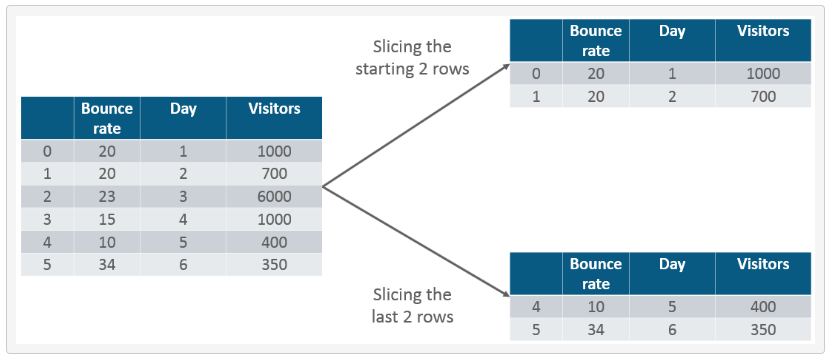 Bounce rate Day Visitors
0 20 1 1000
1 20 2 700
2 23 3 6000
3 15 4 1000
4 10 5 400
5 34 6 350
Slicing the
starting 2 rows
Bounce rate Day Visitors
0 20 1 1000
1 20 2 700
Slicing the
last 2 rows
Bounce rate Day Visitors
4 10 5 400
5 34 6 350